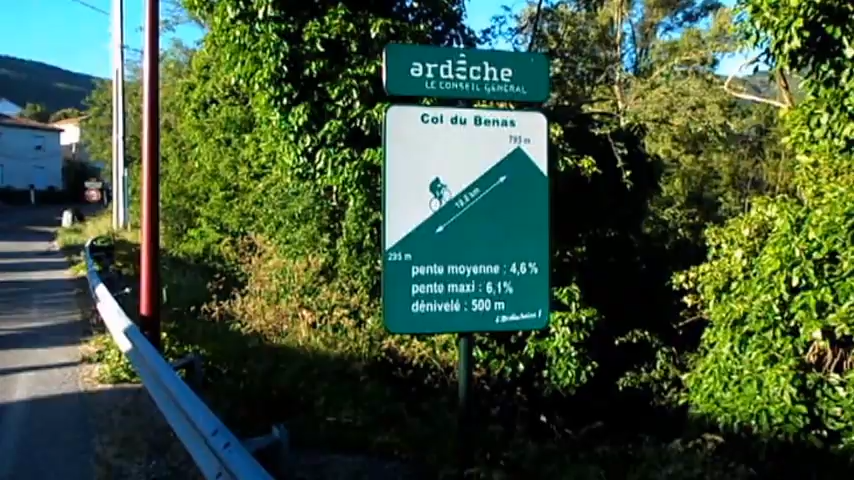 ardèche
LE CONSEIL GÉNÉRAL
Col du Benas
795 m
10.8 km
295 m
pente moyenne : 4,6%
pente maxi : 6,1%
dénivelé : 500 m